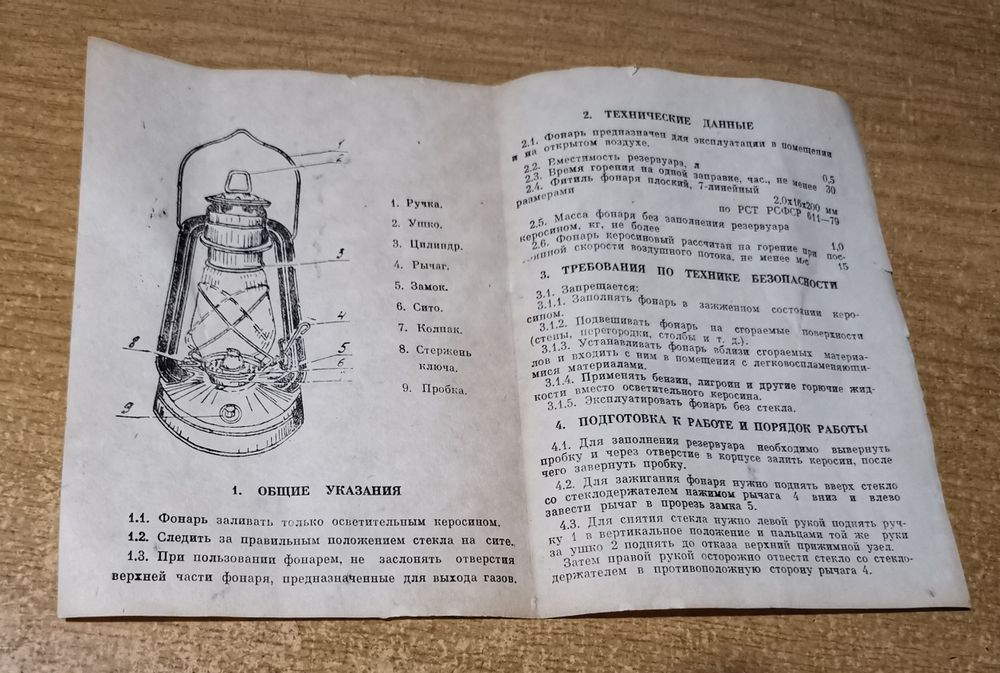 1
2
3
4
5
6
8
9
1. Ручка.
2. Ушко.
3. Цилиндр.
4. Рычаг.
5. Замок.
6. Сито.
7. Колпак.
8. Стержень
ключа.
9. Пробка.
1. ОБЩИЕ УКАЗАНИЯ
1.1. Фонарь заливать только осветительным керосином.
1.2. Следить за правильным положением стекла на сите.
1.3. При пользовании фонарем, не заслонять отверстия
верхней части фонаря, предназначенные для выхода газов.
2. ТЕХНИЧЕСКИЕ ДАННЫЕ
2.1. Фонарь предназначен для эксплуатации в помещении
и на открытом воздухе.
2.2. Вместимость резервуара, л 0,5
2.3. Время горения на одной заправке, час., не менее 30
2.4. Фитиль фонаря плоский, 7-линейный
размерами 2,0х16х200 мм
по РСТ РСФСР 611—79
2.5. Масса фонаря без заполнения резервуара
керосином, кг, не более 1,0
2.6. Фонарь керосиновый рассчитан на горение при пос-
скорости воздушного потока, не менее м/с 15
3. ТРЕБОВАНИЯ ПО ТЕХНИКЕ БЕЗОПАСНОСТИ
3.1. Запрещается:
3.1.1. Заполнять фонарь в зажженном состоянии керо-
сином.
3.1.2. Подвешивать фонарь на сгораемые поверхности
(стены, перегородки, столбы и т. д.).
3.1.3. Устанавливать фонарь вблизи сгораемых материа-
лов и входить с ним в помещения с легковоспламеняющи-
мися материалами.
3.1.4. Применять бензин, лигроин и другие горючие жид-
кости вместо осветительного керосина.
3.1.5. Эксплуатировать фонарь без стекла.
4. ПОДГОТОВКА К РАБОТЕ И ПОРЯДОК РАБОТЫ
4.1. Для заполнения резервуара необходимо вывернуть
пробку и через отверстие в корпусе залить керосин, после
чего завернуть пробку.
4.2. Для зажигания фонаря нужно поднять вверх стекло
со стеклодержателем нажимом рычага 4 вниз и влево
завести рычаг в прорезь замка 5.
4.3. Для снятия стекла нужно левой рукой поднять руч-
ку 1 в вертикальное положение и пальцами той же руки
за ушко 2 поднять до отказа верхний прижимной узел.
Затем правой рукой осторожно отвести стекло со стекло-
держателем в противоположную сторону рычага 4.